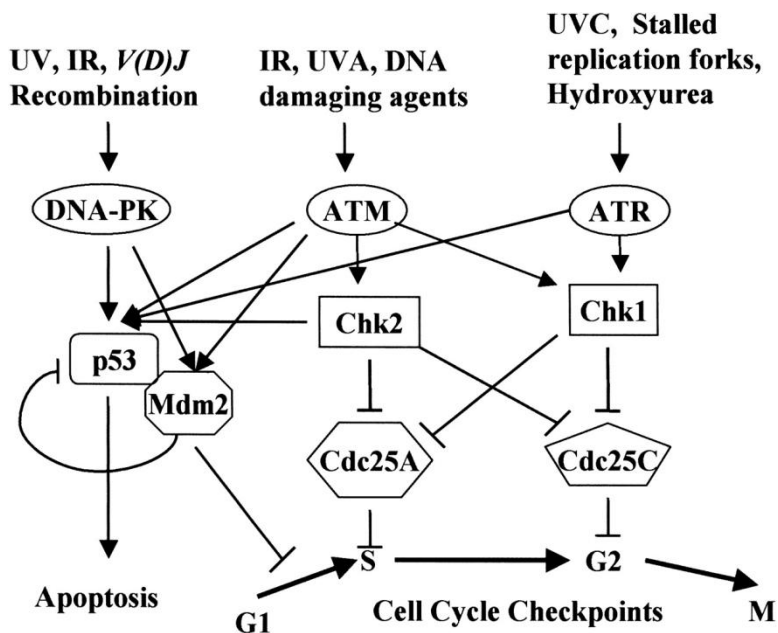 UV, IR, V(D)J
Recombination
IR, UVA, DNA
damaging agents
UVC, Stalled
replication forks,
Hydroxyurea
DNA-PK
ATM
ATR
Chk2
Chk1
p53
Mdm2
Cdc25A
Cdc25C
S
G2
Apoptosis
G1
Cell Cycle Checkpoints
M